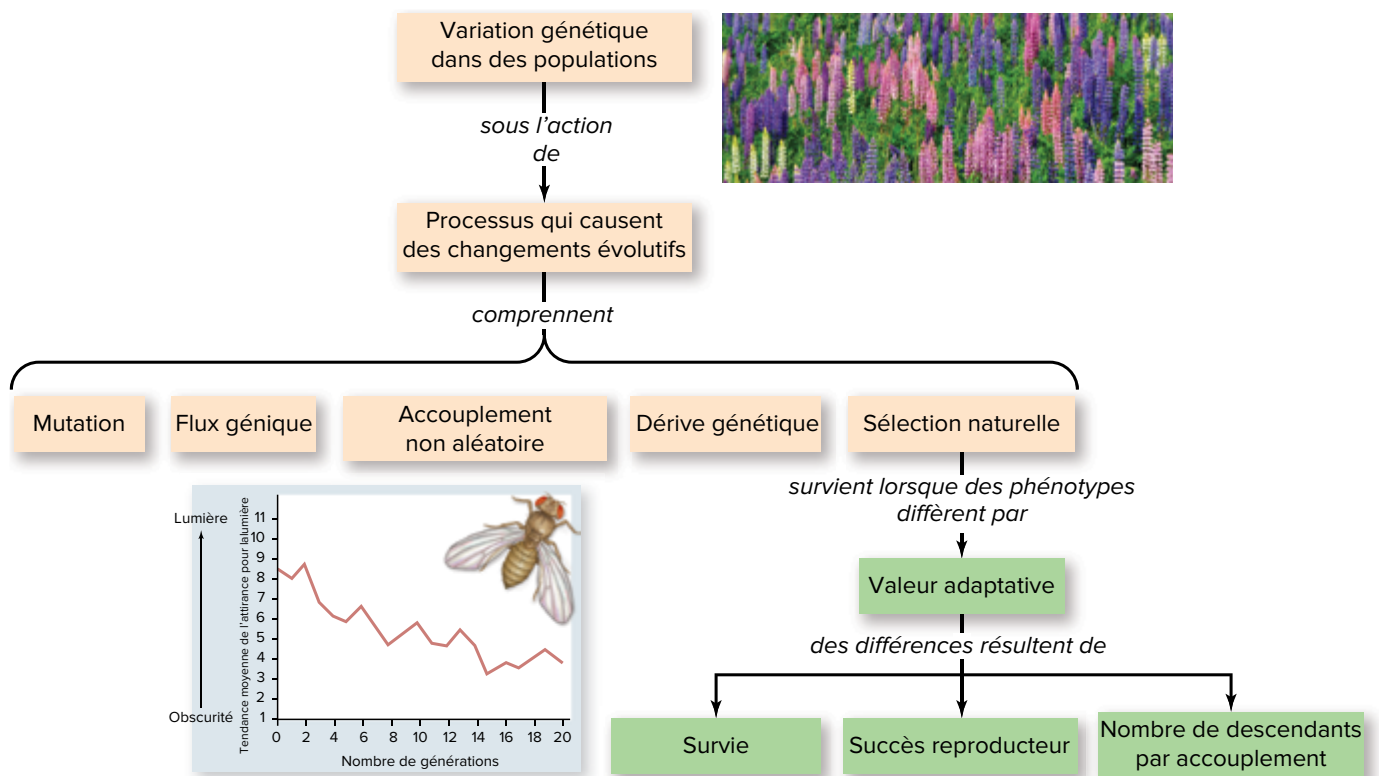 Variation génétique
dans des populations
sous l'action
de
Processus qui causent
des changements évolutifs
comprennent
Mutation
Flux génique
Accouplement
non aléatoire
Dérive génétique
Sélection naturelle
survient lorsque des phénotypes
diffèrent par
Valeur adaptative
des différences résultent de
Survie
Succès reproducteur
Nombre de descendants
par accouplement
Lumière
Obscurité
Tendance moyenne de l'attirance pour lalumière
11
10
9
8
7
6
5
4
3
2
1
0 2 4 6 8 10 12 14 16 18 20
Nombre de générations